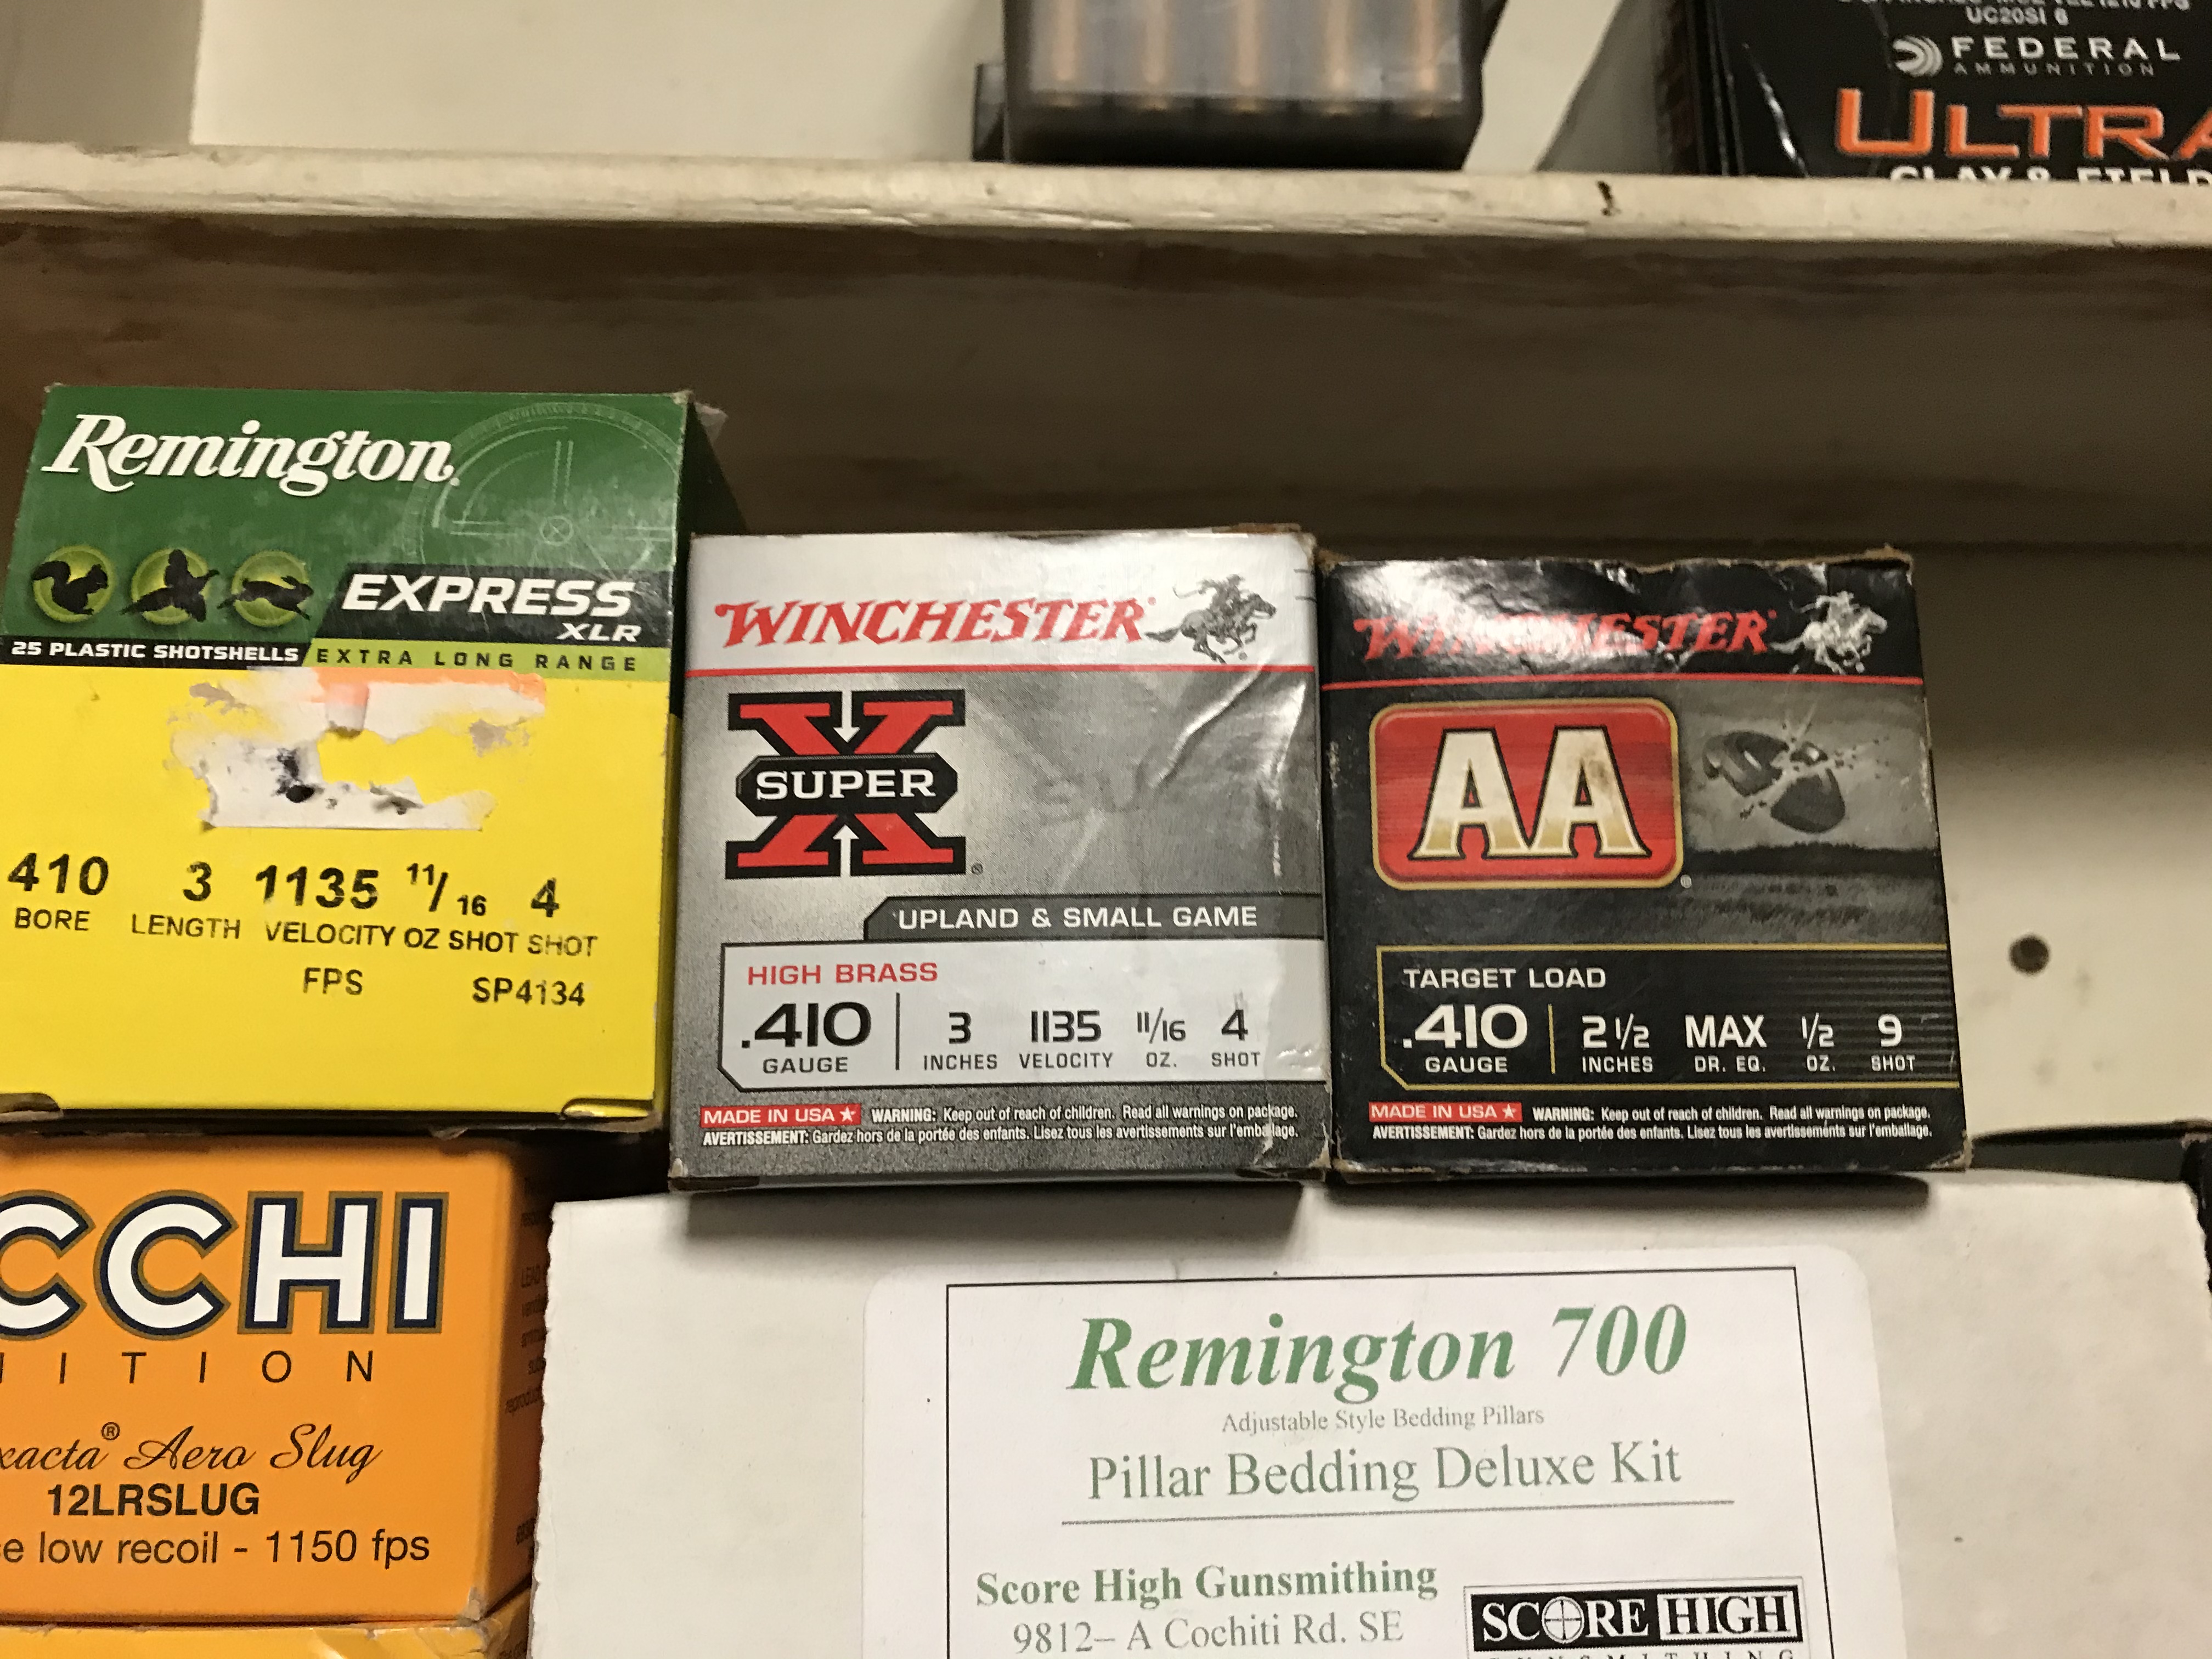 UC20SI 6
FEDERAL
AMMUNITION
ULTRA
CLAY & FIELD
Remington
EXPRESS
XLR
25 PLASTIC SHOTSHELLS EXTRA LONG RANGE
410 3 1135 11/16 4
BORE LENGTH VELOCITY OZ SHOT SHOT
FPS SP4134
WINCHESTER®
X
SUPER
UPLAND & SMALL GAME
HIGH BRASS
.410 3 1135 11/16 4
GAUGE INCHES VELOCITY OZ. SHOT
MADE IN USA ★ WARNING: Keep out of reach of children. Read all warnings on package.
AVERTISSEMENT: Gardez hors de la portée des enfants. Lisez tous les avertissements sur l'emballage.
WINCHESTER®
AA
TARGET LOAD
.410 2 1/2 MAX 1/2 9
GAUGE INCHES DR. EQ. OZ. SHOT
MADE IN USA ★ WARNING: Keep out of reach of children. Read all warnings on package.
AVERTISSEMENT: Gardez hors de la portée des enfants. Lisez tous les avertissements sur l'emballage.
CCHI
ITION
xacta® Aero Slug
12LRSLUG
e low recoil - 1150 fps
Remington 700
Adjustable Style Bedding Pillars
Pillar Bedding Deluxe Kit
Score High Gunsmithing
9812– A Cochiti Rd. SE
SCORE HIGH